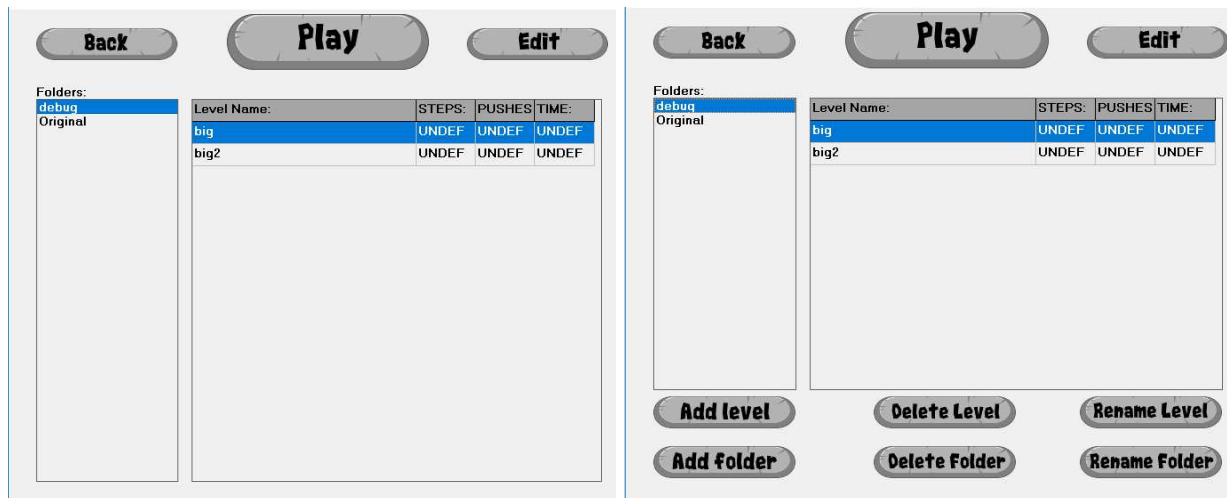 Back Play Edit
Folders:
debug
Original
Level Name: STEPS: PUSHES TIME:
big UNDEF UNDEF UNDEF
big2 UNDEF UNDEF UNDEF
Back Play Edit
Folders:
debug
Original
Level Name: STEPS: PUSHES TIME:
big UNDEF UNDEF UNDEF
big2 UNDEF UNDEF UNDEF
Add level Delete Level Rename Level
Add folder Delete Folder Rename Folder